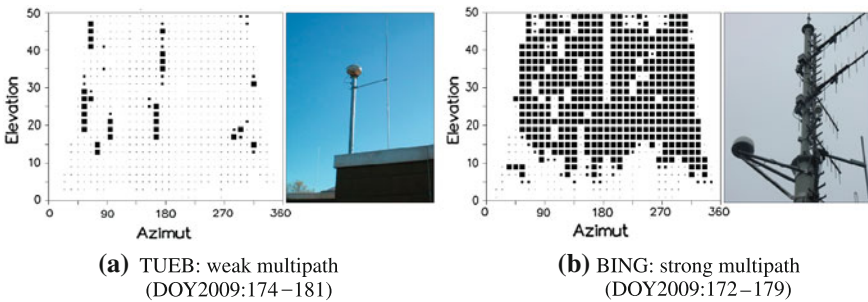 50
40
30
20
10
0
Elevation
0 90 180 270 360
Azimut
50
40
30
20
10
0
Elevation
0 90 180 270 360
Azimut
(a) TUEB: weak multipath
(DOY2009:174–181)
(b) BING: strong multipath
(DOY2009:172–179)